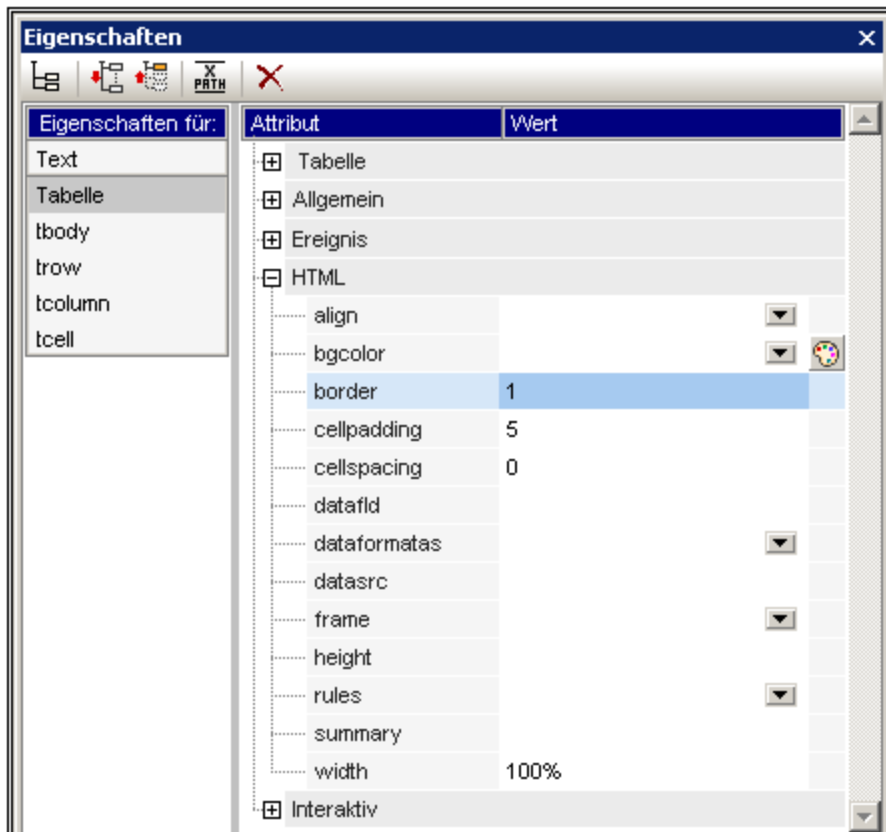 Eigenschaften
X
PATH
Eigenschaften für:
Text
Tabelle
tbody
trow
tcolumn
tcell
Attribut Wert
Tabelle
Allgemein
Ereignis
HTML
align
bgcolor
border 1
cellpadding 5
cellspacing 0
datafld
dataformatas
datasrc
frame
height
rules
summary
width 100%
Interaktiv